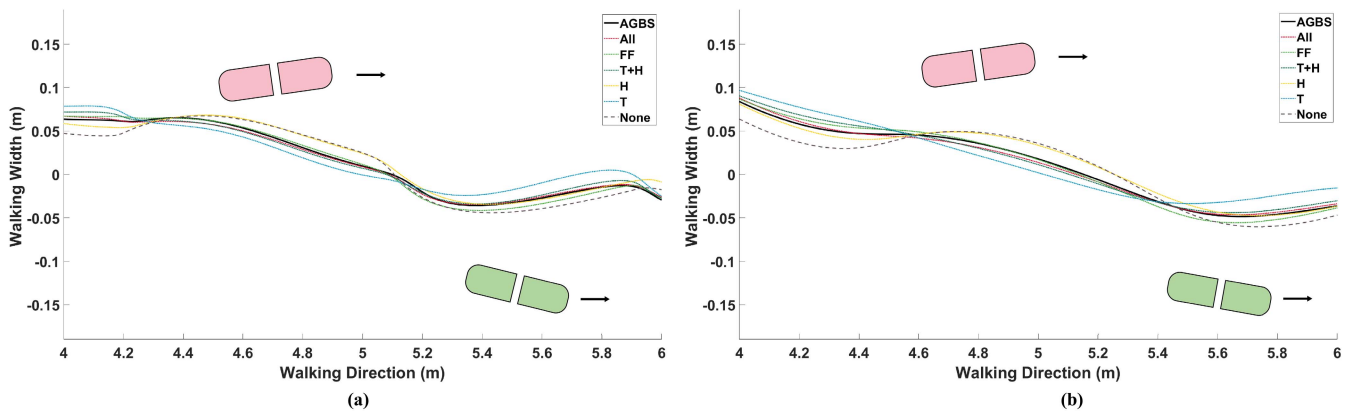 0.15
0.1
0.05
0
-0.05
-0.1
-0.15
Walking Width (m)
4 4.2 4.4 4.6 4.8 5 5.2 5.4 5.6 5.8 6
Walking Direction (m)
AGBS
All
FF
T+H
H
T
None
(a)
0.15
0.1
0.05
0
-0.05
-0.1
-0.15
Walking Width (m)
4 4.2 4.4 4.6 4.8 5 5.2 5.4 5.6 5.8 6
Walking Direction (m)
AGBS
All
FF
T+H
H
T
None
(b)